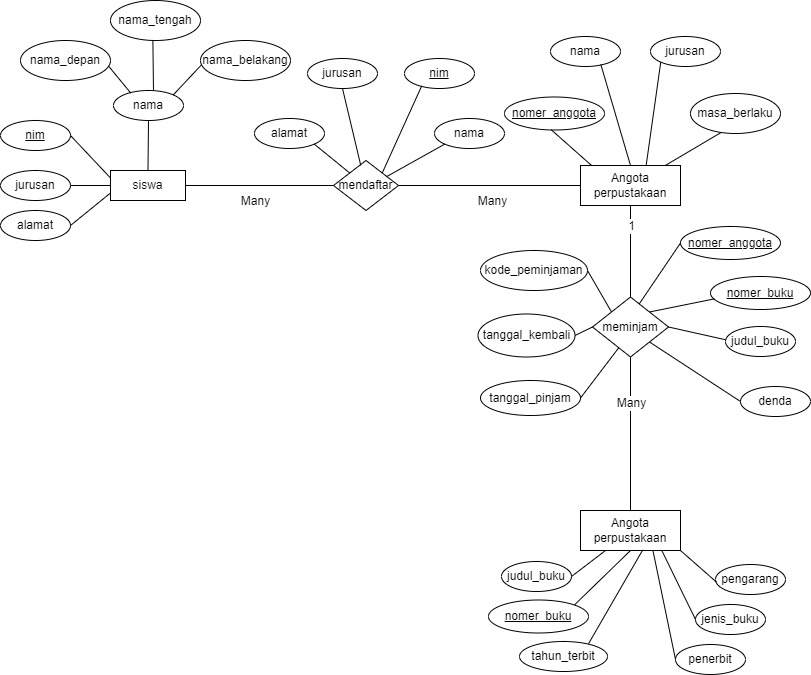 nama_tengah
nama_depan
nama_belakang
nama
nim
jurusan
alamat
siswa
Many
jurusan
nim
alamat
nama
mendaftar
Many
nama
jurusan
nomer_anggota
masa_berlaku
Angota
perpustakaan
1
nomer_anggota
kode_peminjaman
nomer_buku
tanggal_kembali
meminjam
judul_buku
tanggal_pinjam
denda
Many
Angota
perpustakaan
judul_buku
pengarang
nomer_buku
jenis_buku
tahun_terbit
penerbit